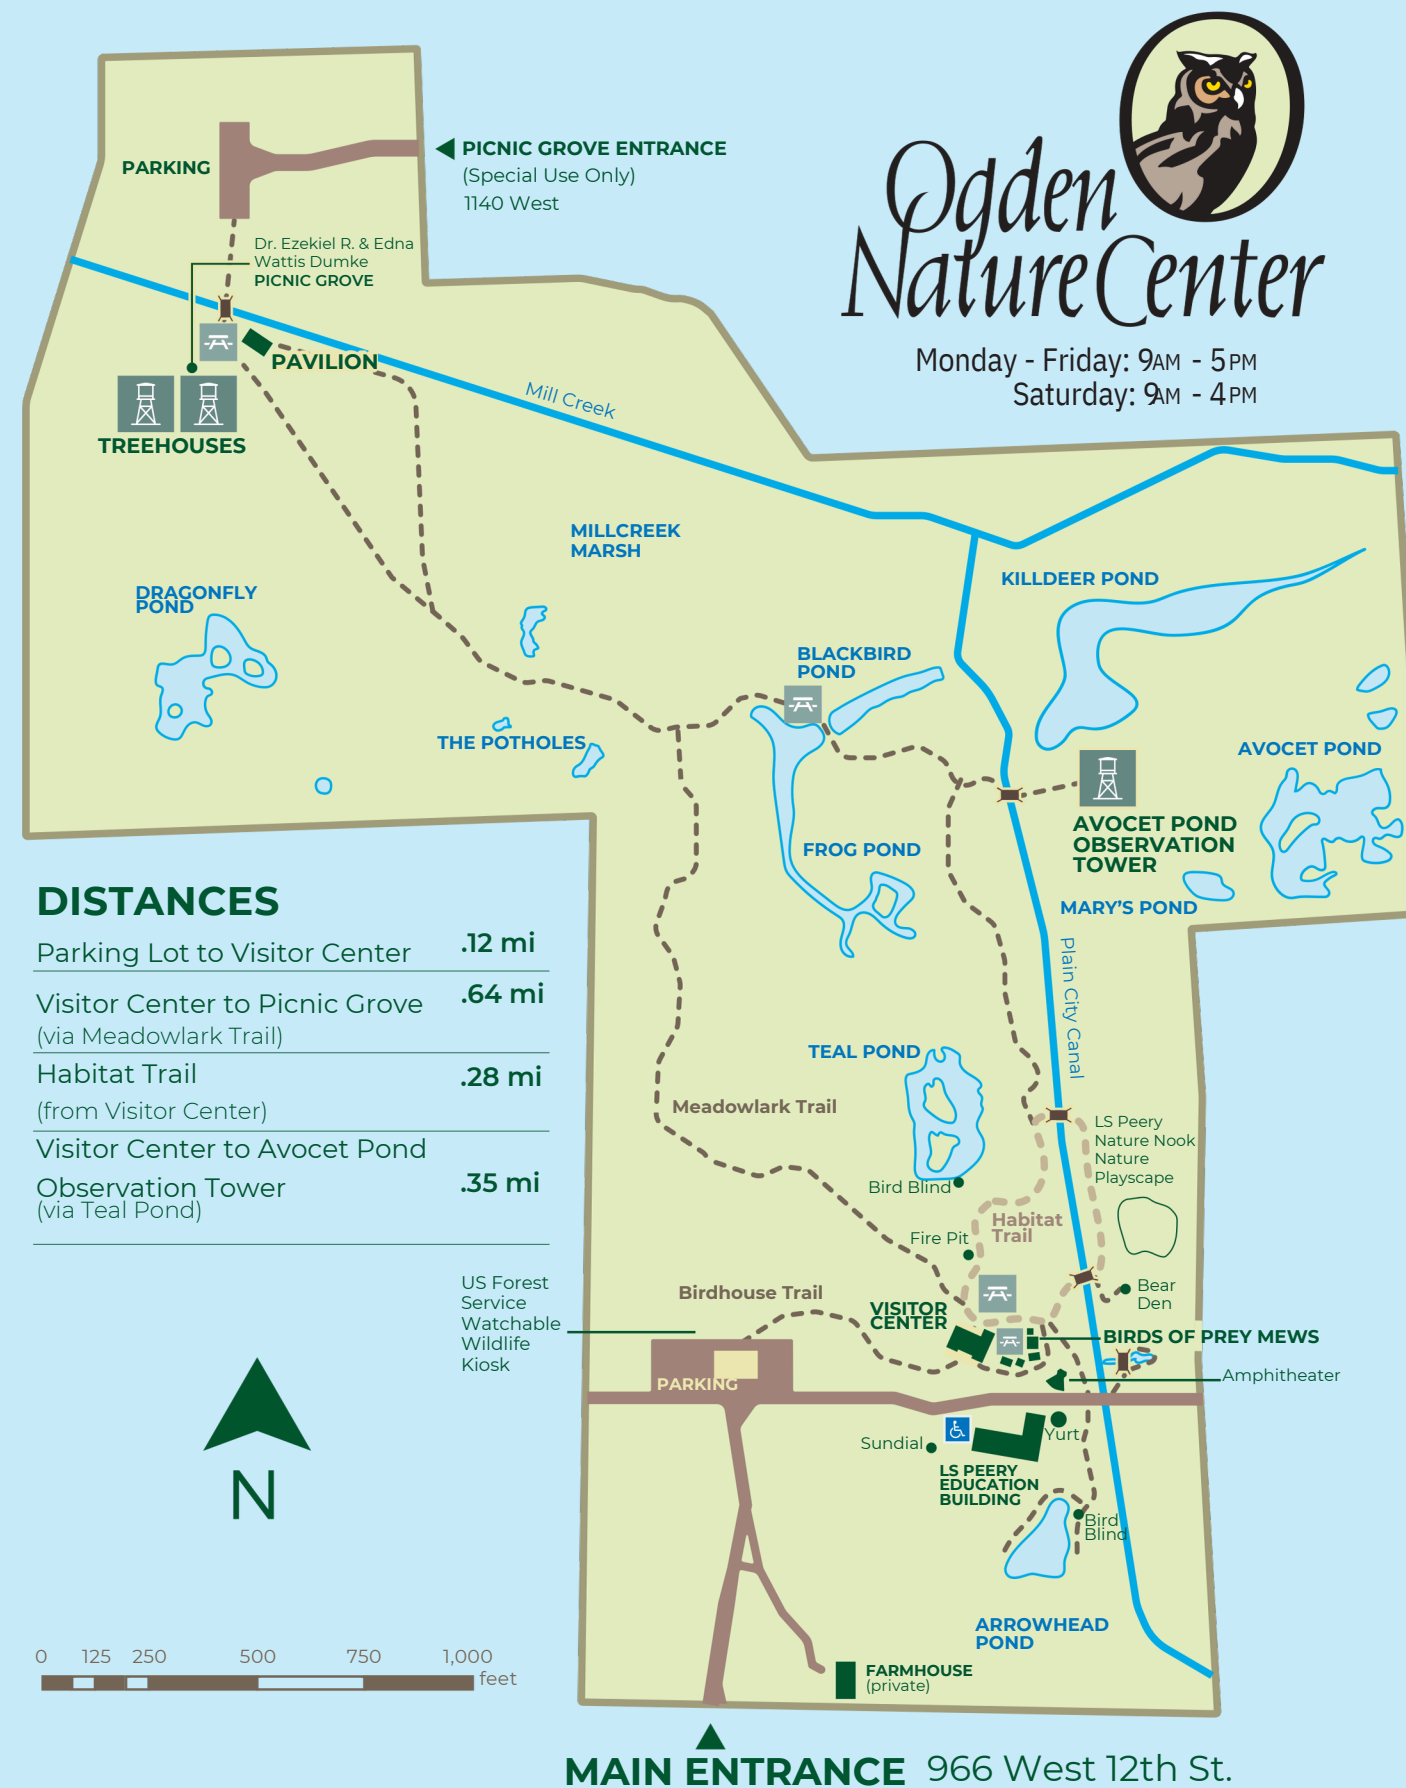 Ogden
Nature Center
Monday - Friday: 9AM - 5PM
Saturday: 9AM - 4PM
PICNIC GROVE ENTRANCE
(Special Use Only)
1140 West
PARKING
Dr. Ezekiel R. & Edna
Wattis Dumke
PICNIC GROVE
PAVILION
TREEHOUSES
Mill Creek
MILLCREEK
MARSH
DRAGONFLY
POND
KILLDEER POND
BLACKBIRD
POND
THE POTHOLES
AVOCET POND
AVOCET POND
OBSERVATION
TOWER
FROG POND
MARY'S POND
Plain City Canal
DISTANCES
Parking Lot to Visitor Center .12 mi
Visitor Center to Picnic Grove .64 mi
(via Meadowlark Trail)
Habitat Trail .28 mi
(from Visitor Center)
Visitor Center to Avocet Pond
Observation Tower .35 mi
(via Teal Pond)
TEAL POND
Meadowlark Trail
LS Peery
Nature Nook
Nature
Playscape
Bird Blind
Habitat
Trail
Fire Pit
Bear
Den
Birdhouse Trail
VISITOR
CENTER
US Forest
Service
Watchable
Wildlife
Kiosk
BIRDS OF PREY MEWS
Amphitheater
PARKING
Yurt
Sundial
LS PEERY
EDUCATION
BUILDING
Bird
Blind
ARROWHEAD
POND
FARMHOUSE
(private)
N
0 125 250 500 750 1,000
feet
MAIN ENTRANCE 966 West 12th St.